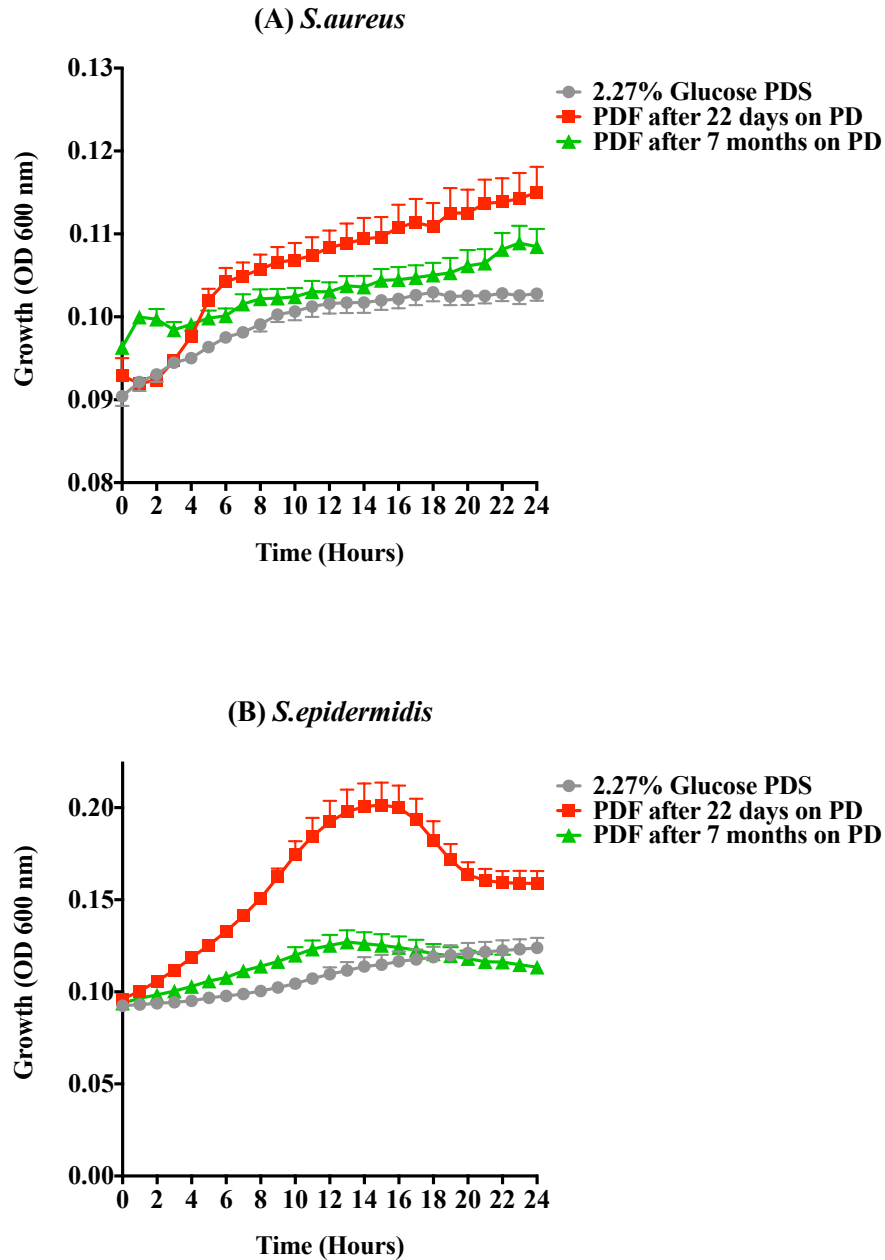 (A) S.aureus
0.13
0.12
0.11
0.10
0.09
0.08
Growth (OD 600 nm)
0 2 4 6 8 10 12 14 16 18 20 22 24
Time (Hours)
2.27% Glucose PDS
PDF after 22 days on PD
PDF after 7 months on PD
(B) S.epidermidis
0.20
0.15
0.10
0.05
0.00
Growth (OD 600 nm)
0 2 4 6 8 10 12 14 16 18 20 22 24
Time (Hours)
2.27% Glucose PDS
PDF after 22 days on PD
PDF after 7 months on PD